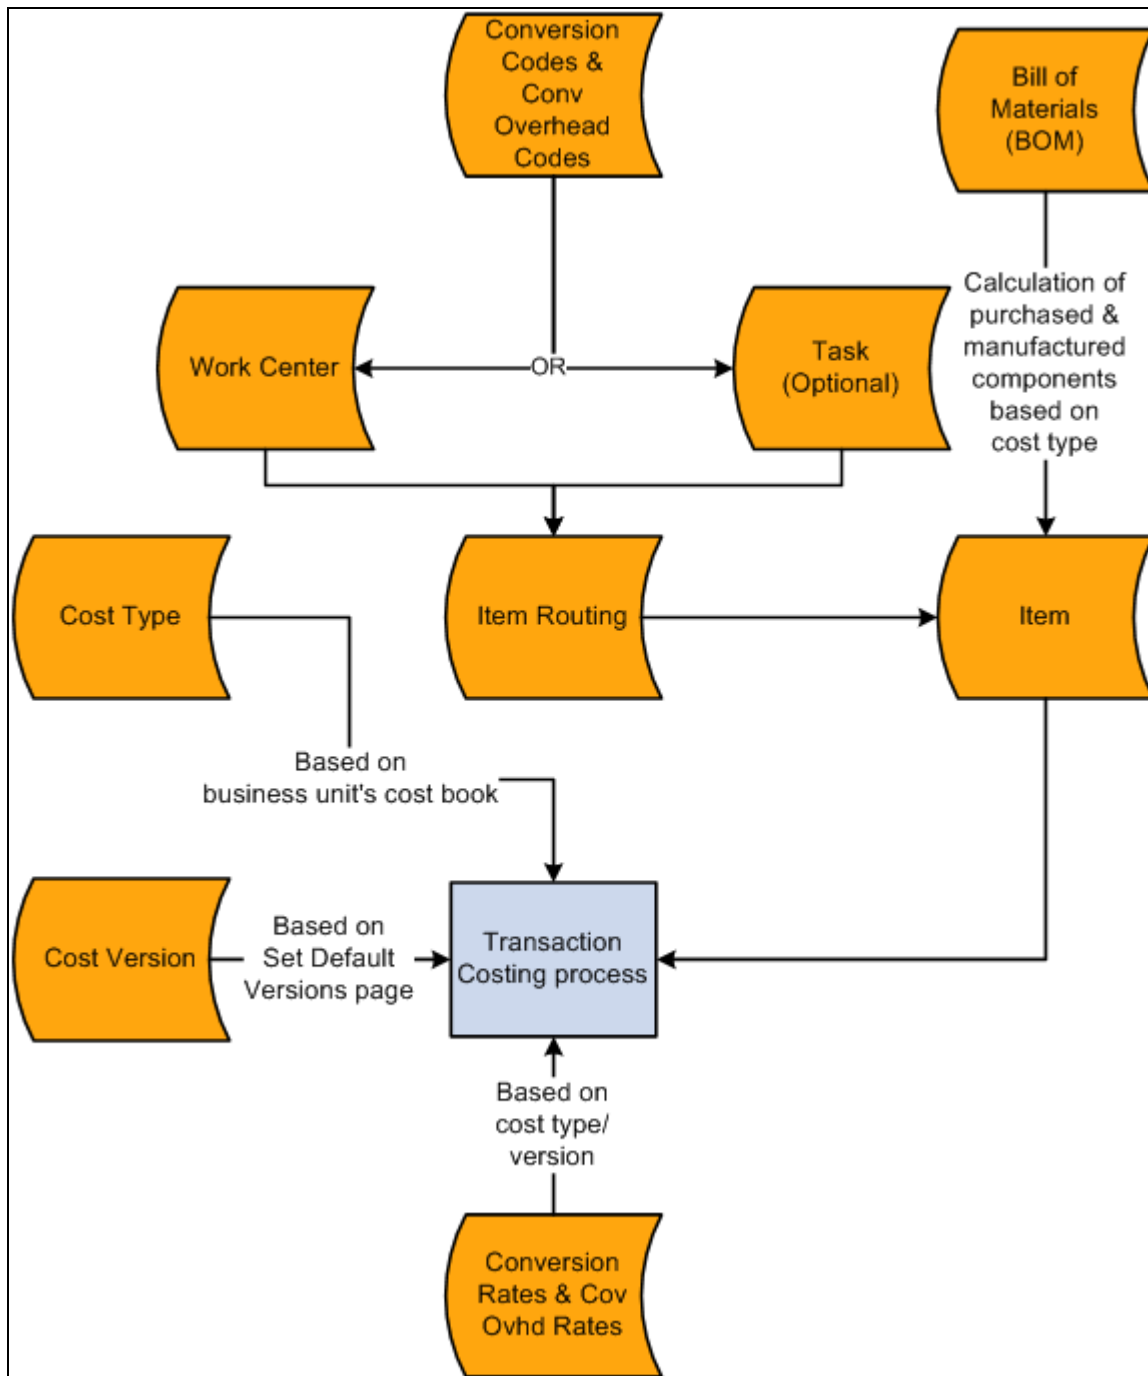 Conversion
Codes &
Conv
Overhead
Codes
Bill of
Materials
(BOM)
Calculation of
purchased &
manufactured
components
based on
cost type
Work Center
OR
Task
(Optional)
Cost Type
Item Routing
Item
Based on
business unit's cost book
Cost Version
Based on
Set Default
Versions page
Transaction
Costing process
Based on
cost type/
version
Conversion
Rates & Cov
Ovhd Rates